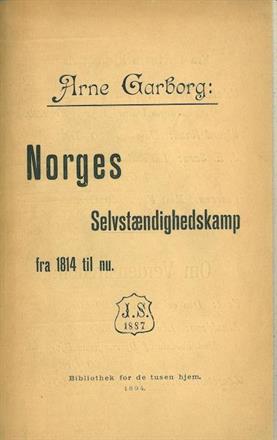 Arne Garborg:
Norges
Selvstændighedskamp
fra 1814 til nu.
J.S.
1887
Bibliothek for de tusen hjem.
1894.